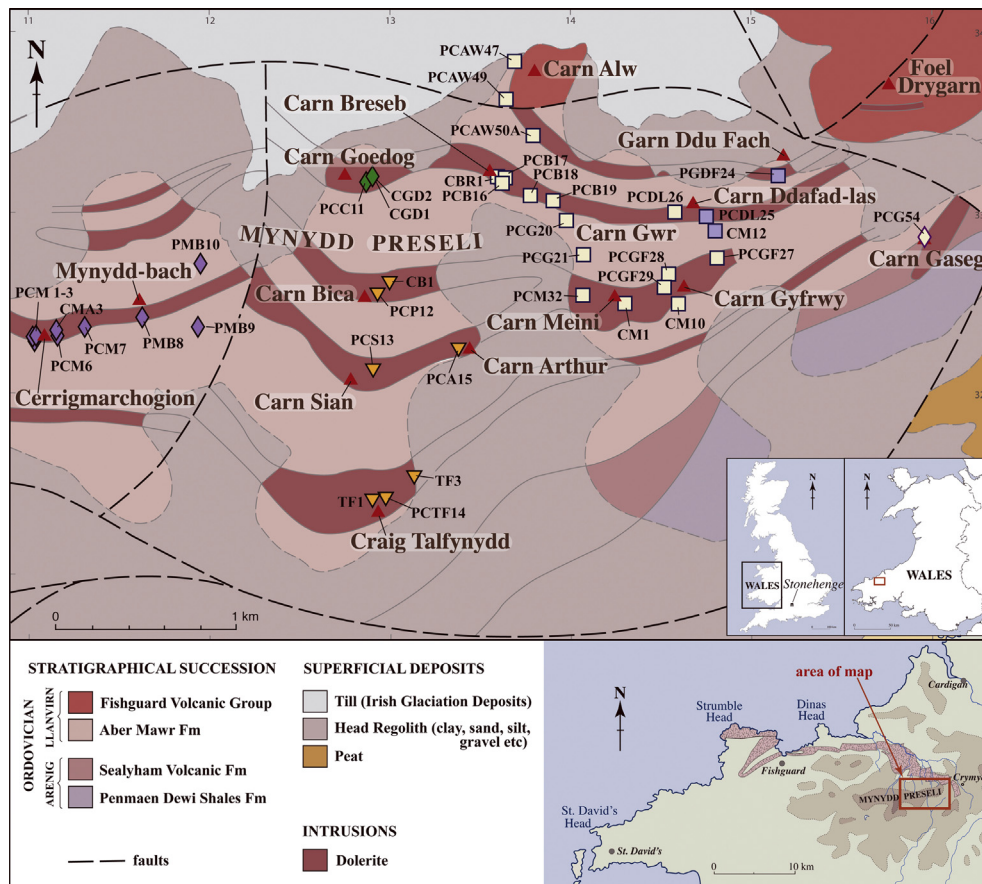 11
12
13
14
15
16
34
33
32
N
PCAW47
PCAW49
Carn Alw
Foel
Drygarn
Carn Breseb
PCAW50A
Garn Ddu Fach
Carn Goedog
PCB17
PCB18
CBR1
PCB16
PCB19
PGDF24
PCC11
CGD2
CGD1
PCDL26
Carn Ddafad-las
PCDL25
CM12
PCG54
Carn Gaseg
MYNYDD PRESELI
PCG20
Carn Gwr
PMB10
Mynydd-bach
PCG21
PCGF28
PCGF29
PCGF27
PCM 1-3
CMA3
CB1
Carn Bica
PCP12
PCM32
Carn Meini
Carn Gyfrwy
CM1
CM10
PCM6
PCM7
PMB8
PMB9
PCS13
PCA15
Carn Arthur
Cerrigmarchogion
Carn Sian
TF3
TF1
PCTF14
Craig Talfynydd
0
1
km
N
WALES
Stonehenge
N
WALES
STRATIGRAPHICAL SUCCESSION
ORDOVICIAN
LLANVIRN
Fishguard Volcanic Group
Aber Mawr Fm
ARENIG
Sealyham Volcanic Fm
Penmaen Dewi Shales Fm
faults
SUPERFICIAL DEPOSITS
Till (Irish Glaciation Deposits)
Head Regolith (clay, sand, silt,
gravel etc)
Peat
INTRUSIONS
Dolerite
N
area of map
Cardigan
Strumble
Head
Dinas
Head
Fishguard
Crymych
MYNYDD PRESELI
St. David's
Head
St. David's
0
10 km